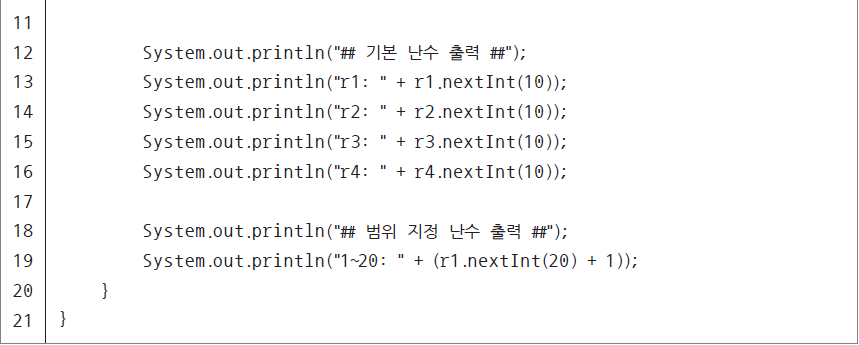 11
12 System.out.println("## 기본 난수 출력 ##");
13 System.out.println("r1: " + r1.nextInt(10));
14 System.out.println("r2: " + r2.nextInt(10));
15 System.out.println("r3: " + r3.nextInt(10));
16 System.out.println("r4: " + r4.nextInt(10));
17
18 System.out.println("## 범위 지정 난수 출력 ##");
19 System.out.println("1~20: " + (r1.nextInt(20) + 1));
20 }
21 }